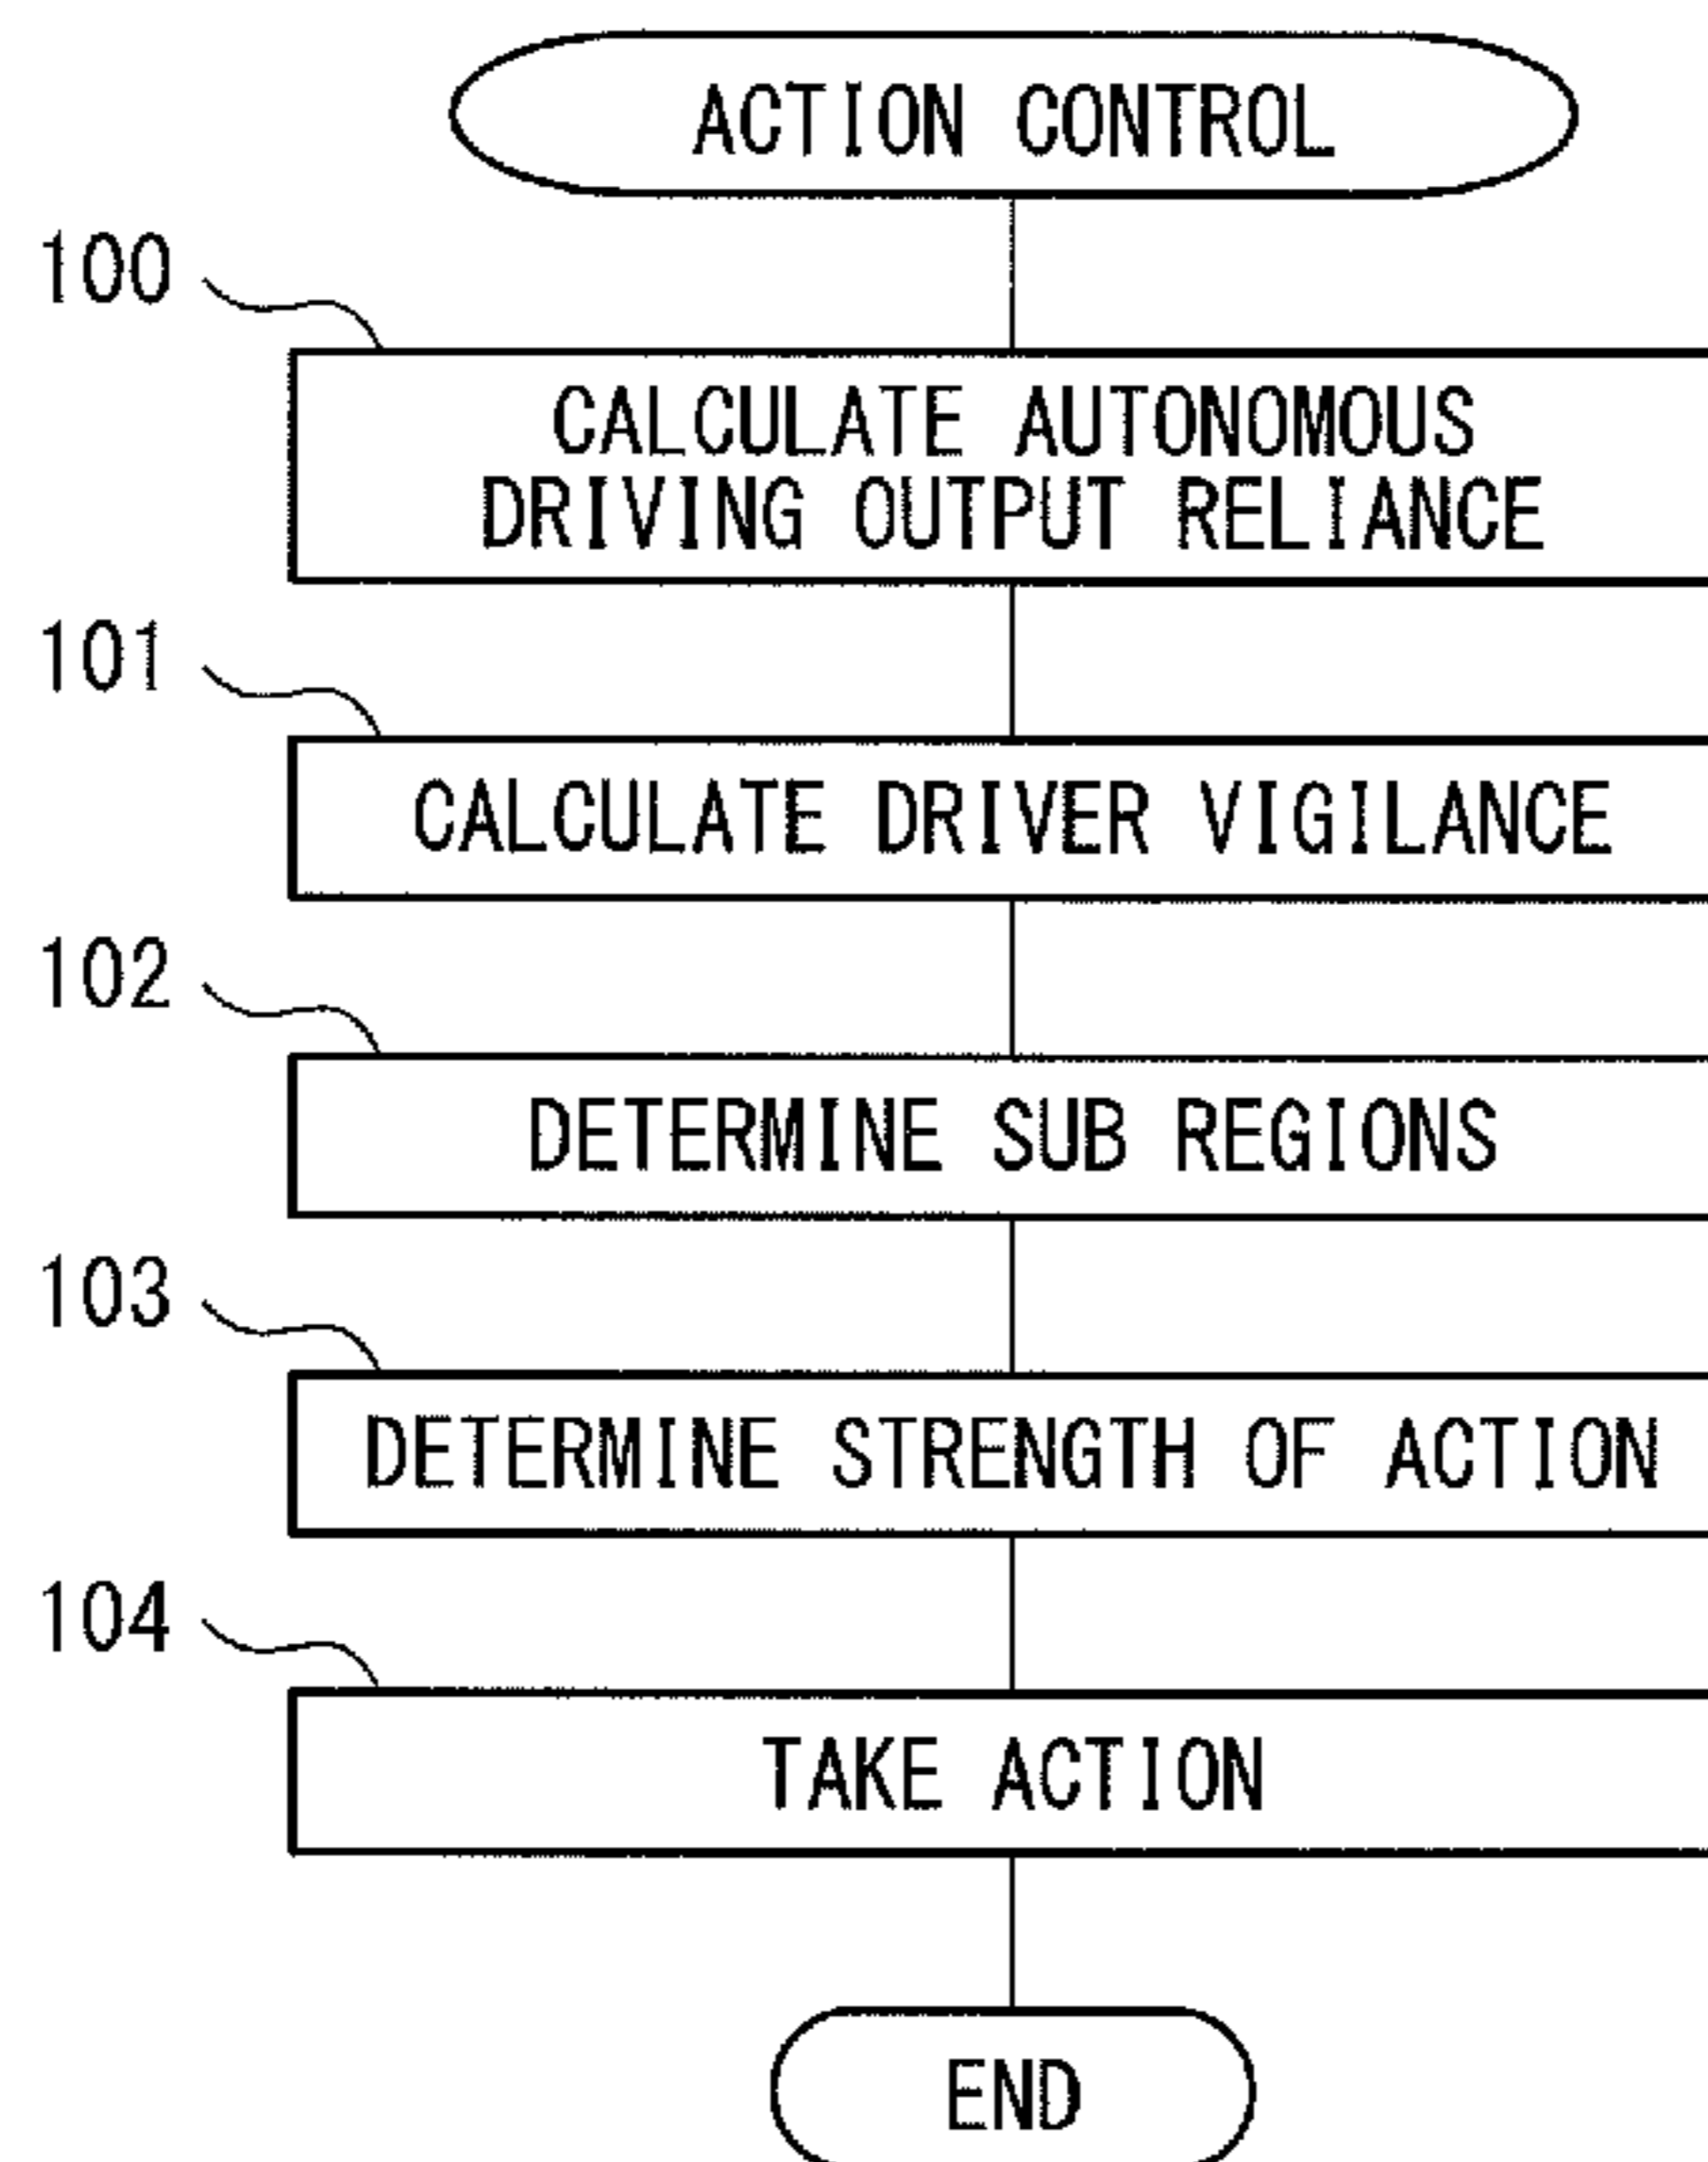 ACTION CONTROL
100
CALCULATE AUTONOMOUS
DRIVING OUTPUT RELIANCE
101
CALCULATE DRIVER VIGILANCE
102
DETERMINE SUB REGIONS
103
DETERMINE STRENGTH OF ACTION
104
TAKE ACTION
END